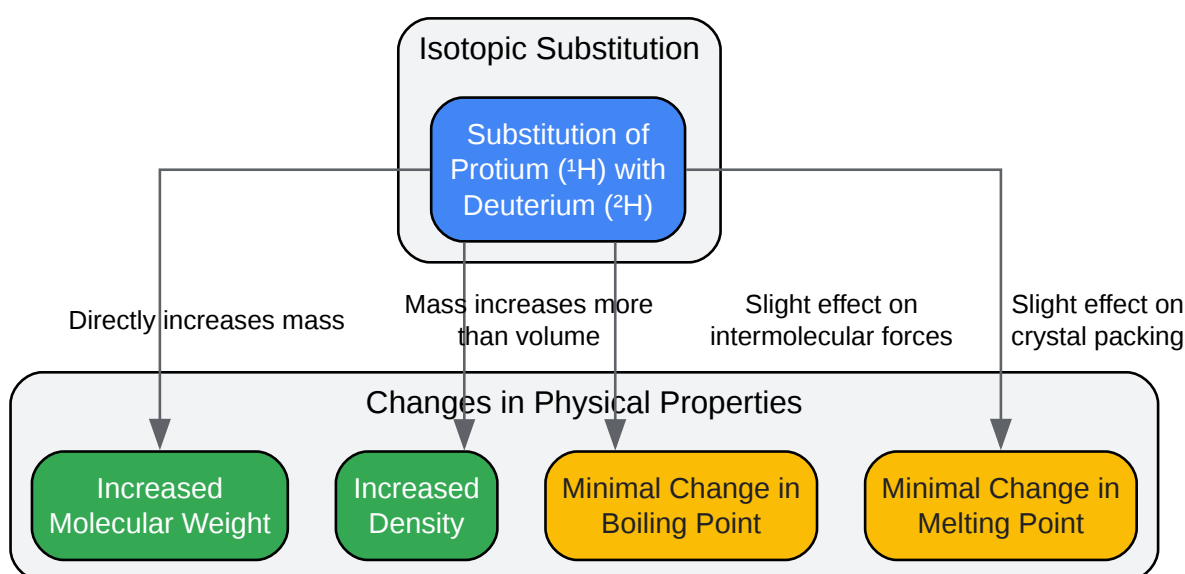 Isotopic Substitution
Substitution of
Protium (¹H) with
Deuterium (²H)
Directly increases mass
Mass increases more
than volume
Slight effect on
intermolecular forces
Slight effect on
crystal packing
Changes in Physical Properties
Increased
Molecular Weight
Increased
Density
Minimal Change in
Boiling Point
Minimal Change in
Melting Point